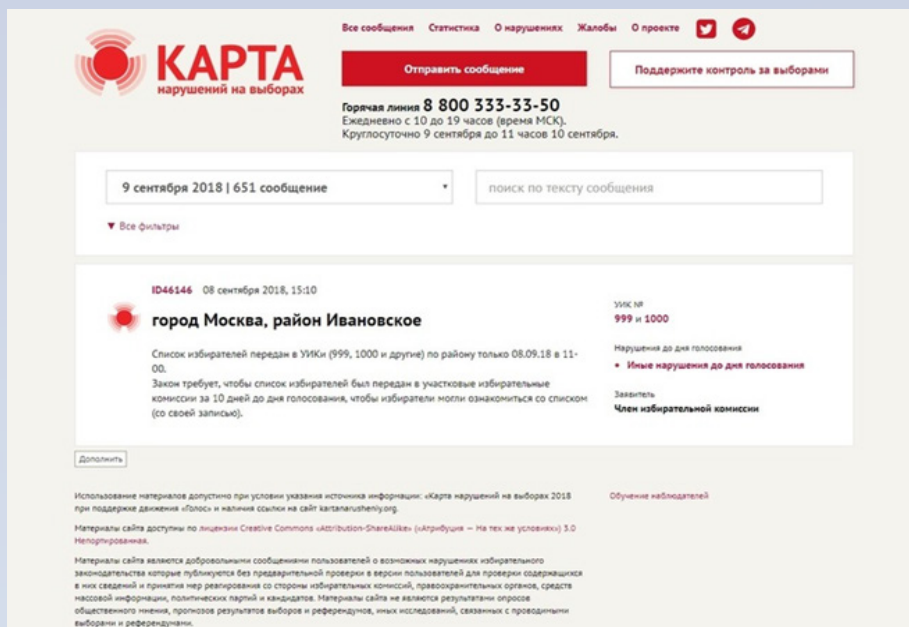 Все сообщения Статистика О нарушениях Жалобы О проекте
КАРТА
нарушений на выборах
Отправить сообщение
Поддержите контроль за выборами
Горячая линия 8 800 333-33-50
Ежедневно с 10 до 19 часов (время МСК).
Круглосуточно 9 сентября до 11 часов 10 сентября.
9 сентября 2018 | 651 сообщение
поиск по тексту сообщения
▼ Все фильтры
ID46146 08 сентября 2018, 15:10
город Москва, район Ивановское
Список избирателей передан в УИКи (999, 1000 и другие) по району только 08.09.18 в 11-
00.
Закон требует, чтобы список избирателей был передан в участковые избирательные
комиссии за 10 дней до дня голосования, чтобы избиратели могли ознакомиться со списком
(со своей записью).
УИК №
999 и 1000
Нарушения до дня голосования
• Иные нарушения до дня голосования
Заявитель
Член избирательной комиссии
Дополнить
Использование материалов допустимо при условии указания источника информации: «Карта нарушений на выборах 2018
при поддержке движения «Голос» и наличия ссылки на сайт kartanarusheniy.org.
Материалы сайта доступны по лицензии Creative Commons «Attribution-ShareAlike» («Атрибуция — На тех же условиях») 3.0
Непортированная.
Материалы сайта являются добровольными сообщениями пользователей о возможных нарушениях избирательного
законодательства которые публикуются без предварительной проверки в версии пользователей для проверки содержащихся
в них сведений и принятия мер реагирования со стороны избирательных комиссий, правоохранительных органов, средств
массовой информации, политических партий и кандидатов. Материалы сайта не являются результатами опросов
общественного мнения, прогнозов результатов выборов и референдумов, иных исследований, связанных с проводимыми
выборами и референдумами.
Обучение наблюдателей